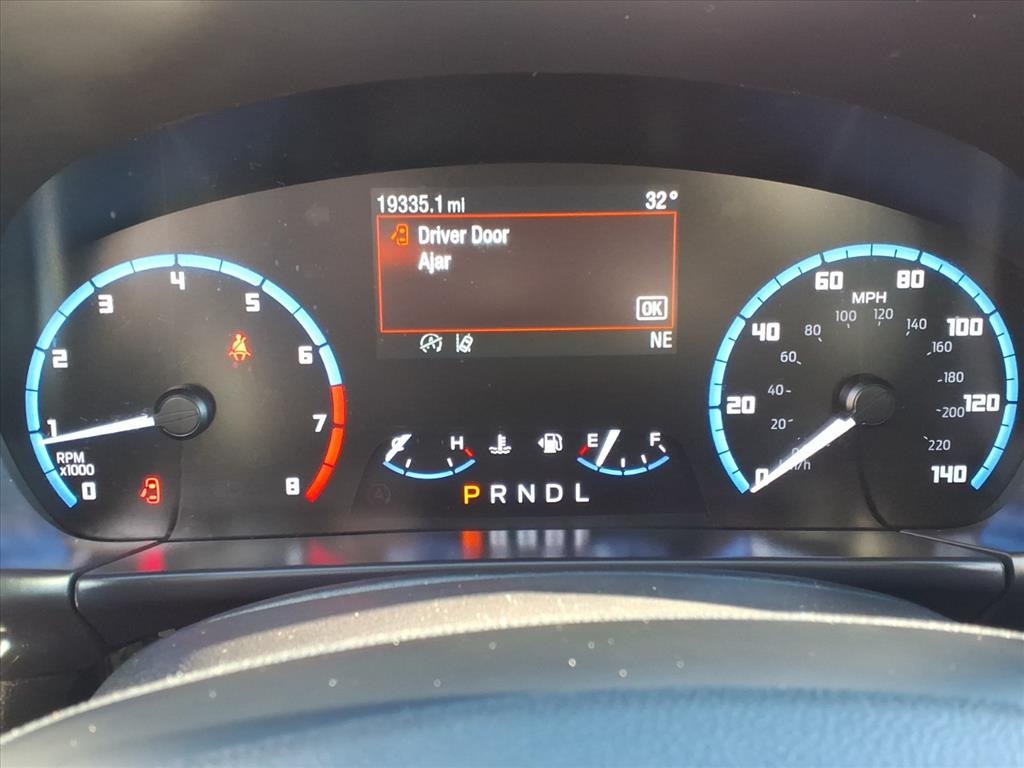 19335.1 mi 32°
Driver Door
Ajar
OK
NE
0 1 2 3 4 5 6 7 8
RPM
x1000
H
E F
P R N D L
0 20 40 60 80 100 120 140
MPH
20 40 60 80 100 120 140 160 180 200 220
km/h